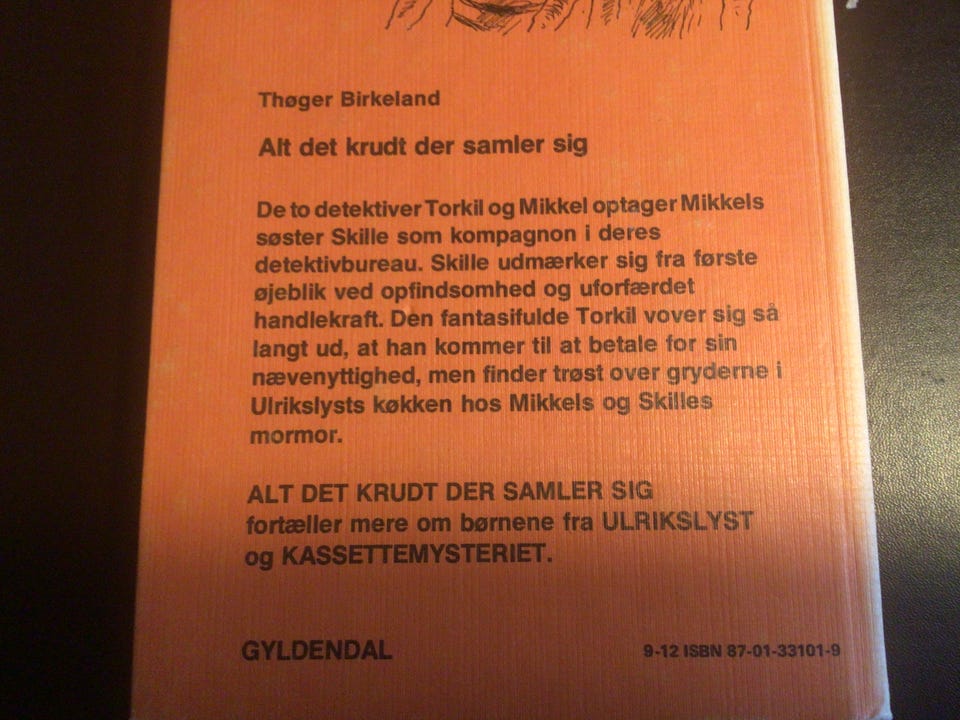 Thøger Birkeland
Alt det krudt der samler sig
De to detektiver Torkil og Mikkel optager Mikkels
søster Skille som kompagnon i deres
detektivbureau. Skille udmærker sig fra første
øjeblik ved opfindsomhed og uforfærdet
handlekraft. Den fantasifulde Torkil vover sig så
langt ud, at han kommer til at betale for sin
nævenyttighed, men finder trøst over gryderne i
Ulrikslysts køkken hos Mikkels og Skilles
mormor.
ALT DET KRUDT DER SAMLER SIG
fortæller mere om børnene fra ULRIKSLYST
og KASSETTEMYSTERIET.
GYLDENDAL
9-12 ISBN 87-01-33101-9